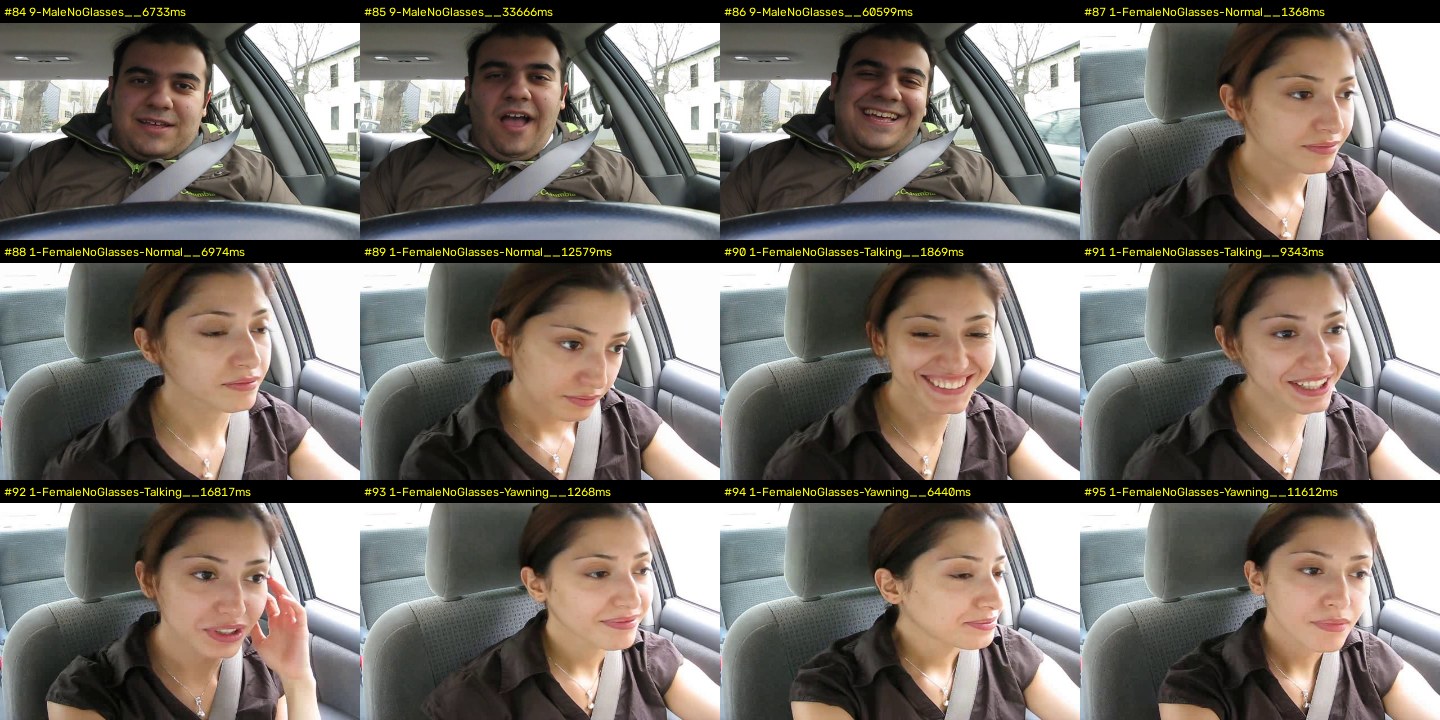 #84 9-MaleNoGlasses__6733ms
#85 9-MaleNoGlasses__33666ms
#86 9-MaleNoGlasses__60599ms
#87 1-FemaleNoGlasses-Normal__1368ms
#88 1-FemaleNoGlasses-Normal__6974ms
#89 1-FemaleNoGlasses-Normal__12579ms
#90 1-FemaleNoGlasses-Talking__1869ms
#91 1-FemaleNoGlasses-Talking__9343ms
#92 1-FemaleNoGlasses-Talking__16817ms
#93 1-FemaleNoGlasses-Yawning__1268ms
#94 1-FemaleNoGlasses-Yawning__6440ms
#95 1-FemaleNoGlasses-Yawning__11612ms